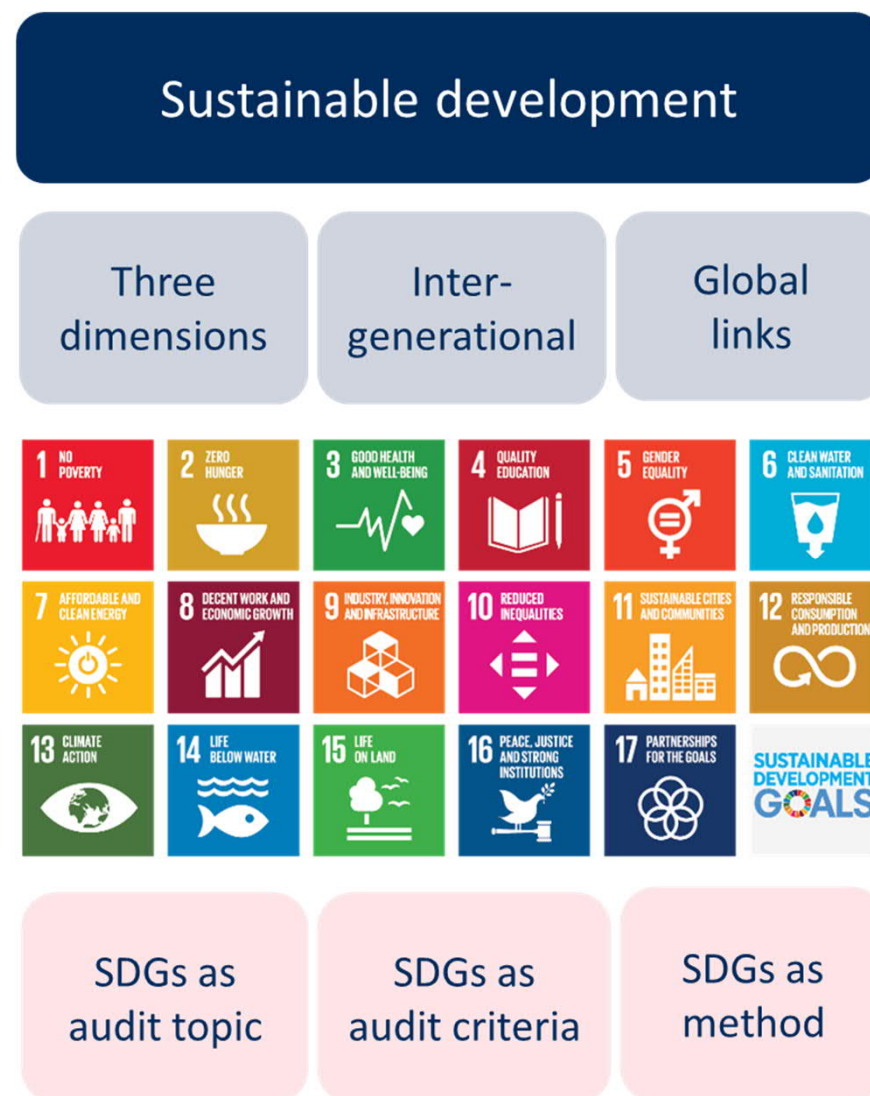 Sustainable development
Three
dimensions
Inter-
generational
Global
links
1 NO
POVERTY
2 ZERO
HUNGER
3 GOOD HEALTH
AND WELL-BEING
4 QUALITY
EDUCATION
5 GENDER
EQUALITY
6 CLEAN WATER
AND SANITATION
7 AFFORDABLE AND
CLEAN ENERGY
8 DECENT WORK AND
ECONOMIC GROWTH
9 INDUSTRY, INNOVATION
AND INFRASTRUCTURE
10 REDUCED
INEQUALITIES
11 SUSTAINABLE CITIES
AND COMMUNITIES
12 RESPONSIBLE
CONSUMPTION
AND PRODUCTION
13 CLIMATE
ACTION
14 LIFE
BELOW WATER
15 LIFE
ON LAND
16 PEACE, JUSTICE
AND STRONG
INSTITUTIONS
17 PARTNERSHIPS
FOR THE GOALS
SUSTAINABLE
DEVELOPMENT
GOALS
SDGs as
audit topic
SDGs as
audit criteria
SDGs as
method